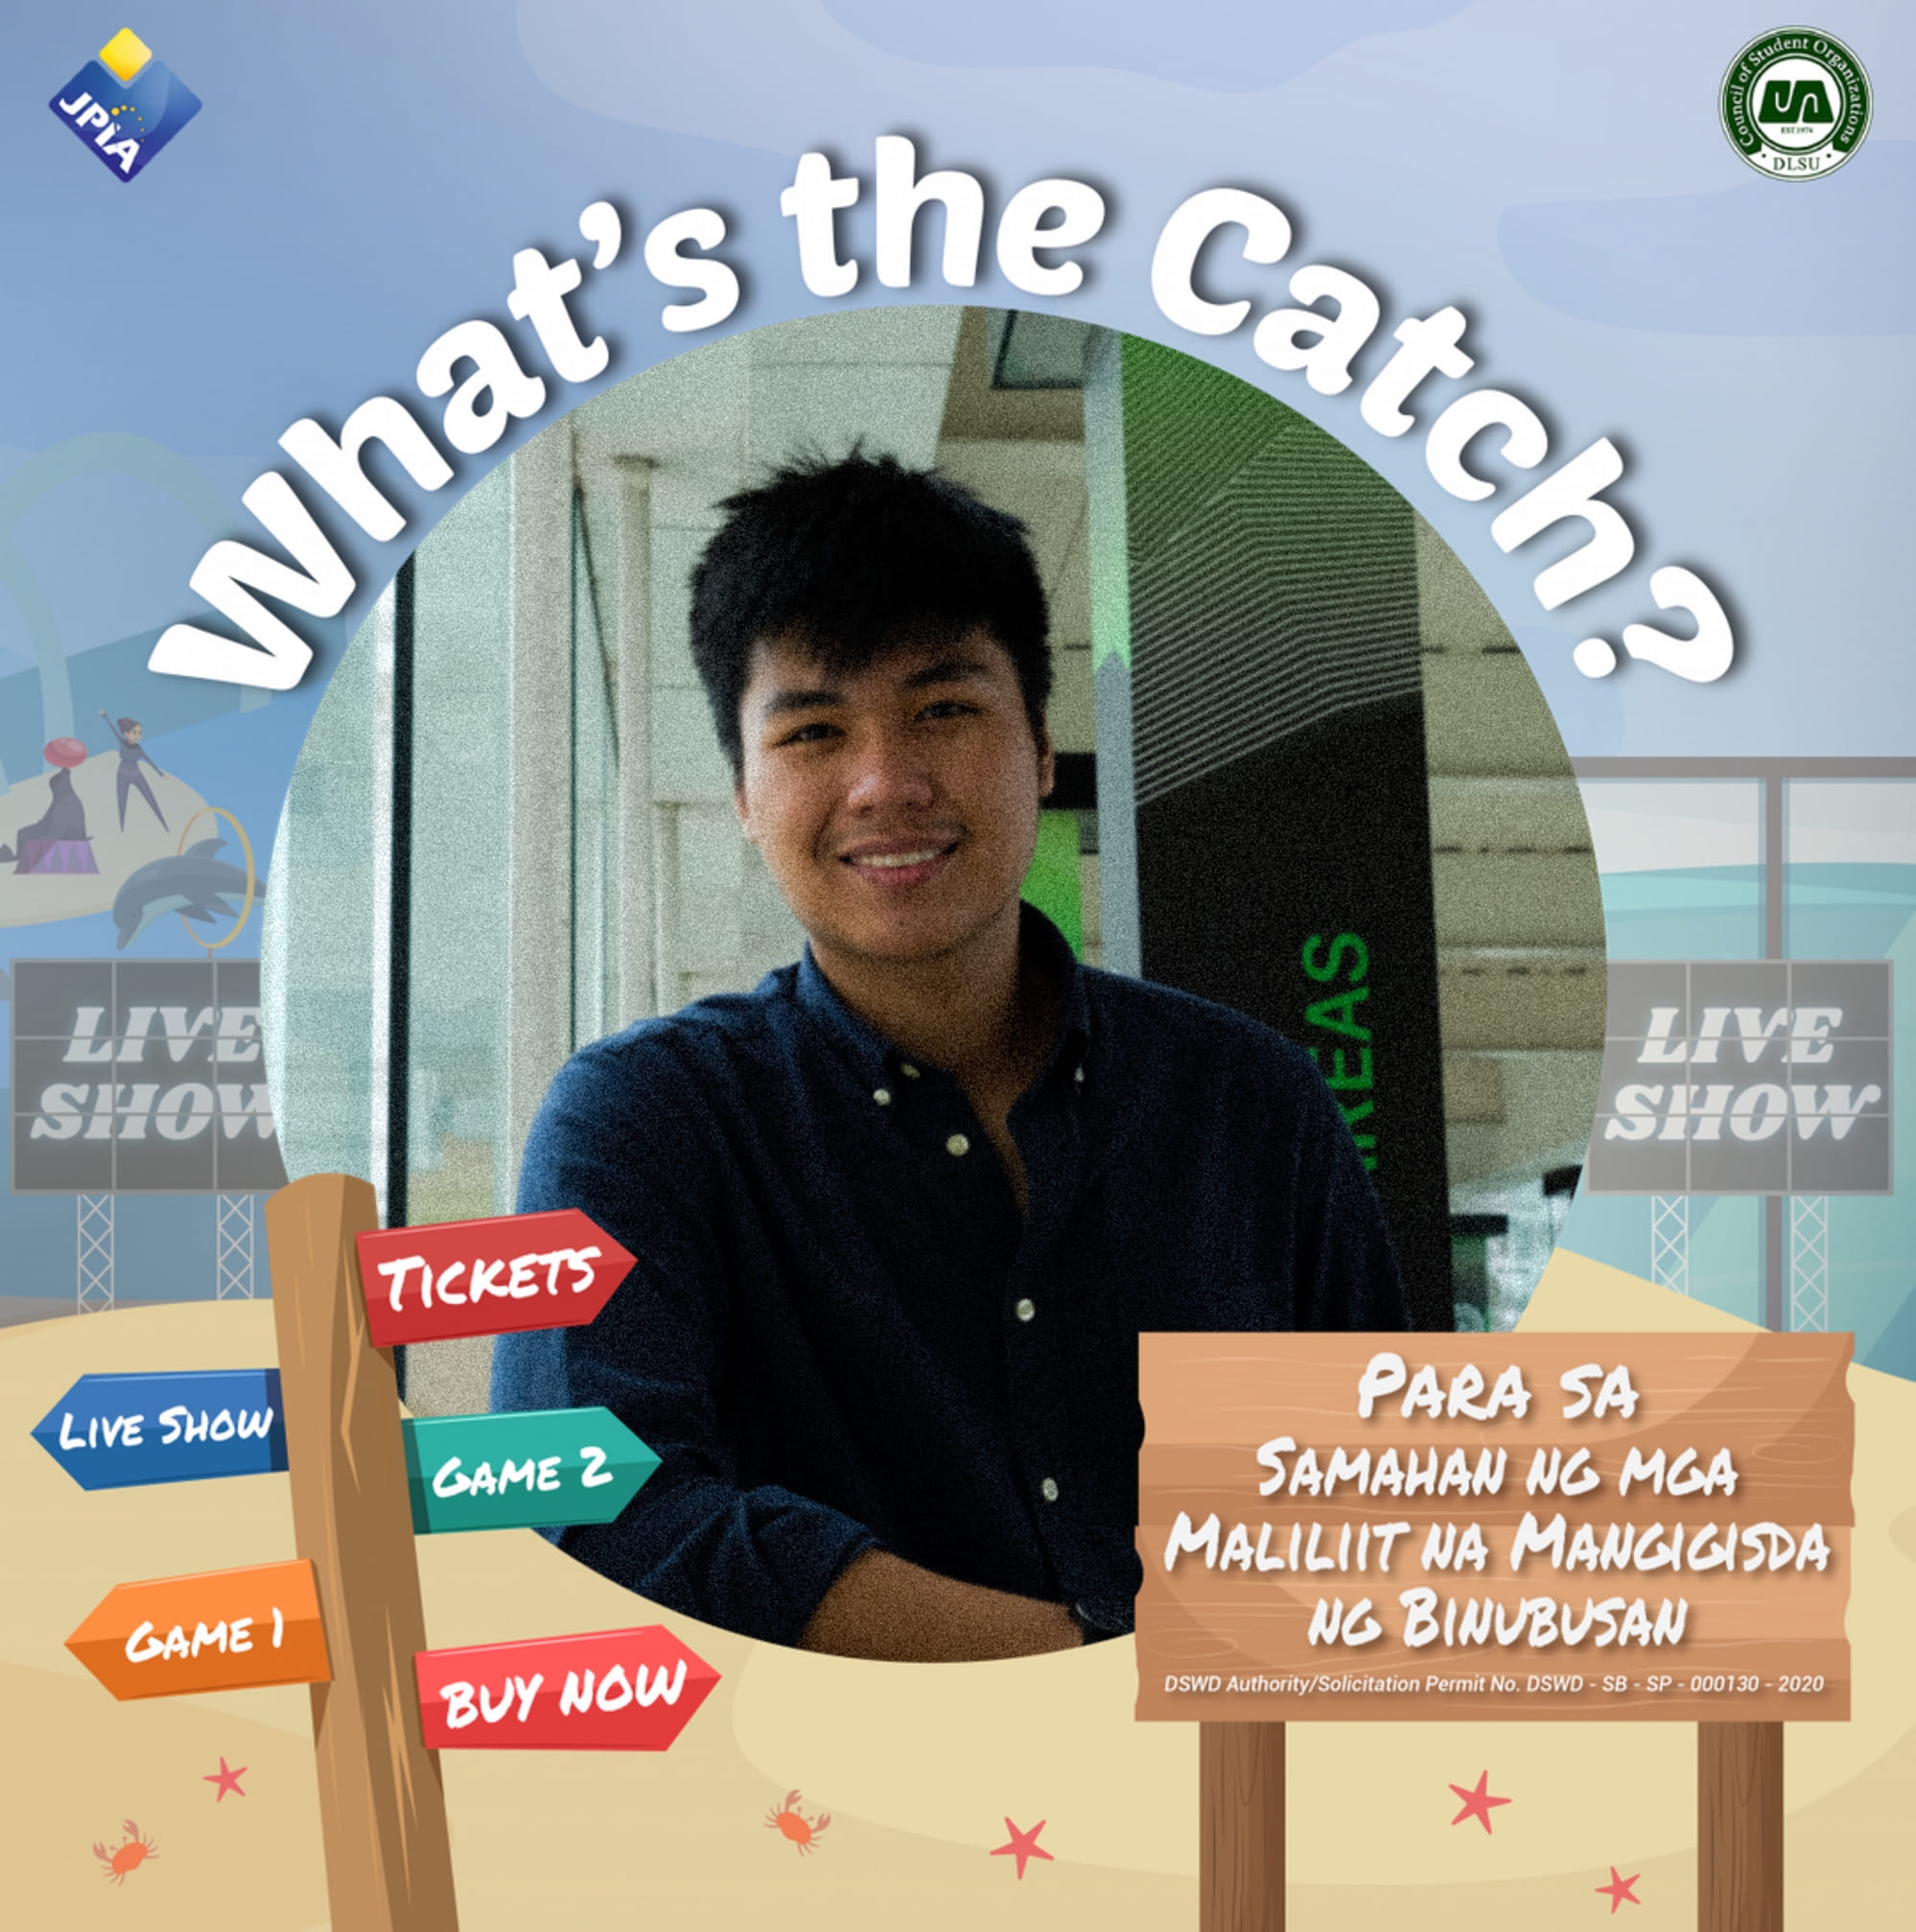 JPIA
Council of Student Organizations
EST.1974
DLSU
What's the Catch?
LIVE
SHOW
LIVE
SHOW
REAS
TICKETS
LIVE SHOW
GAME 2
GAME 1
BUY NOW
PARA SA
SAMAHAN NG MGA
MALILIIT NA MANGIGISDA
NG BINUBUSAN
DSWD Authority/Solicitation Permit No. DSWD - SB - SP - 000130 - 2020